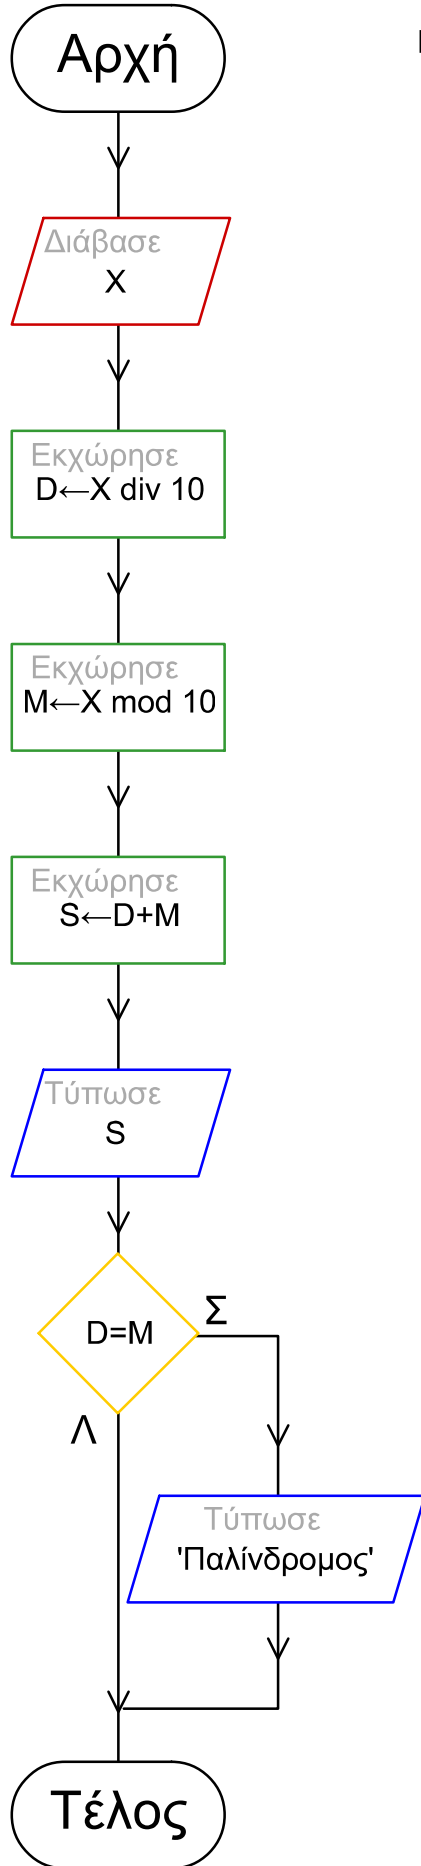 Αρχή
Διάβασε
X
Εκχώρησε
D←X div 10
Εκχώρησε
M←X mod 10
Εκχώρησε
S←D+M
Τύπωσε
S
D=M
Σ
Λ
Τύπωσε
'Παλίνδρομος'
Τέλος